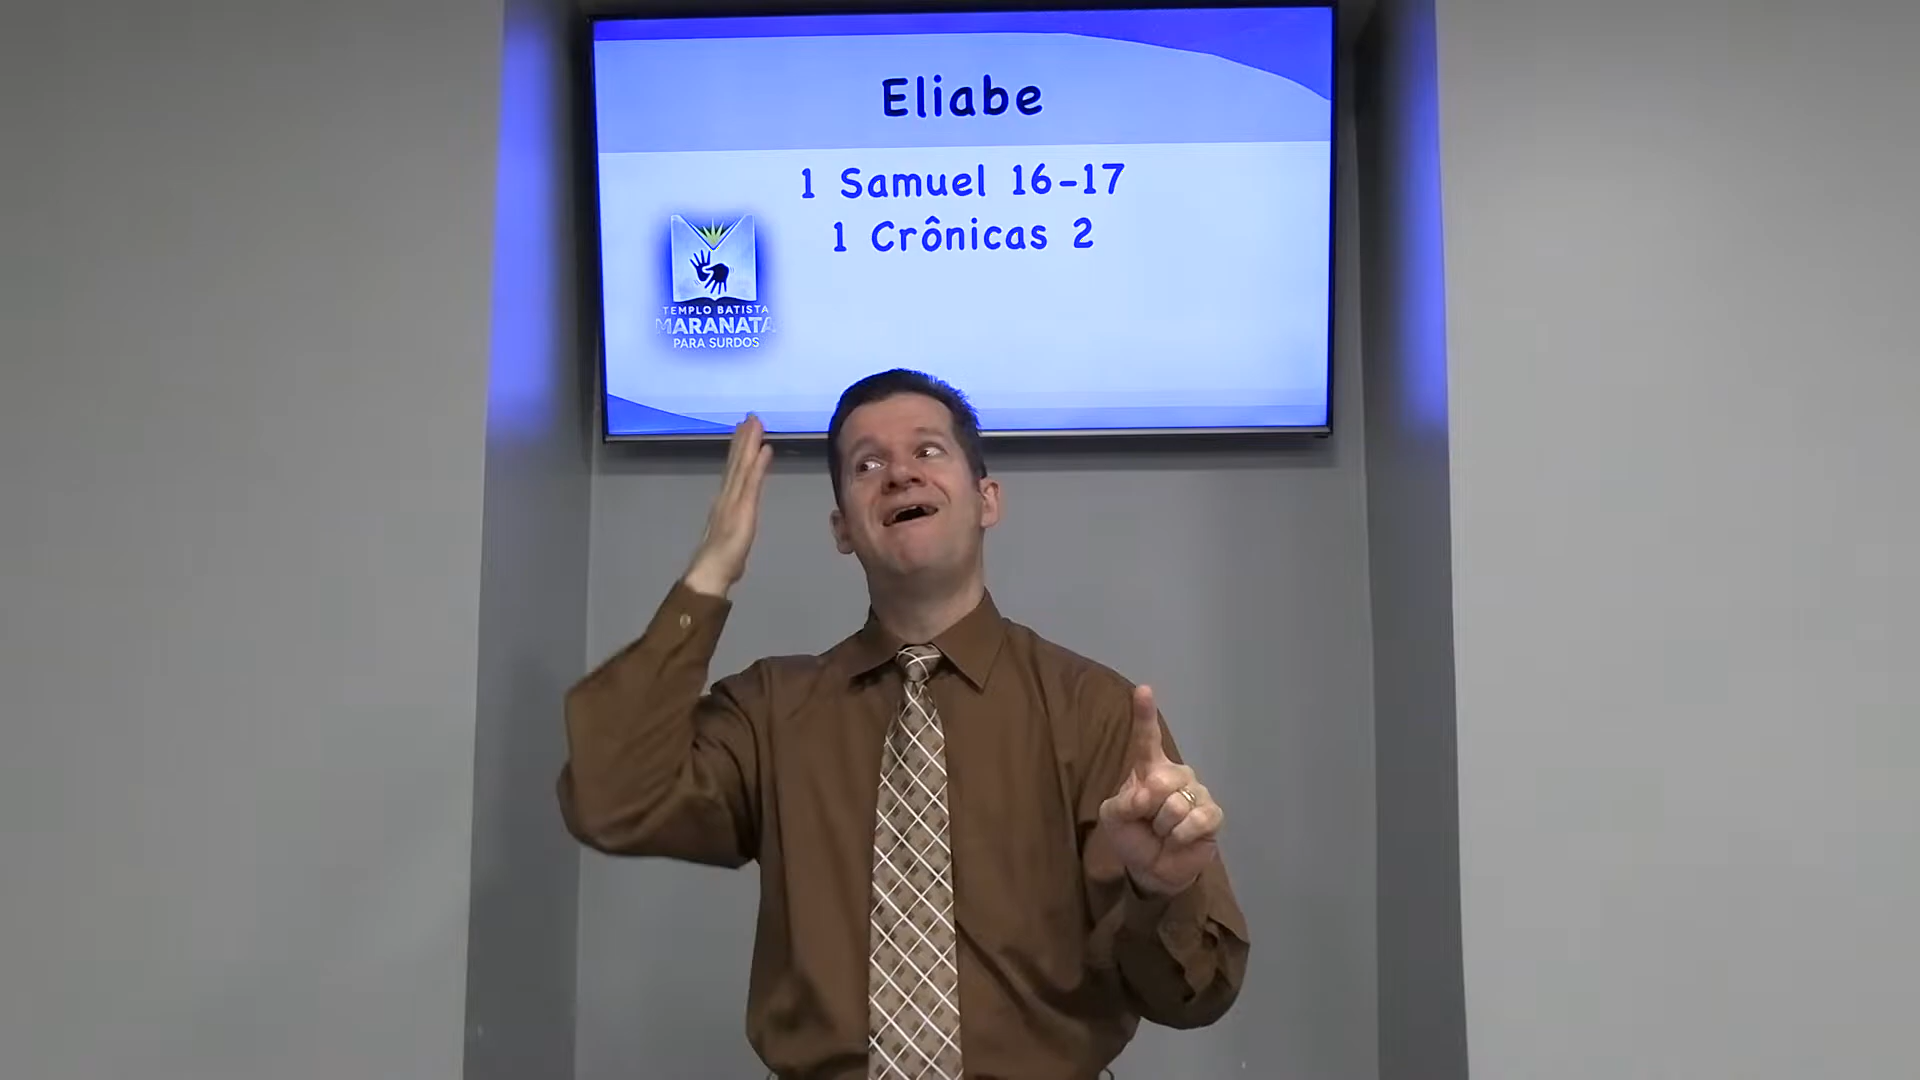 Eliabe
1 Samuel 16-17
1 Crônicas 2
TEMPLO BATISTA
MARANATA
PARA SURDOS